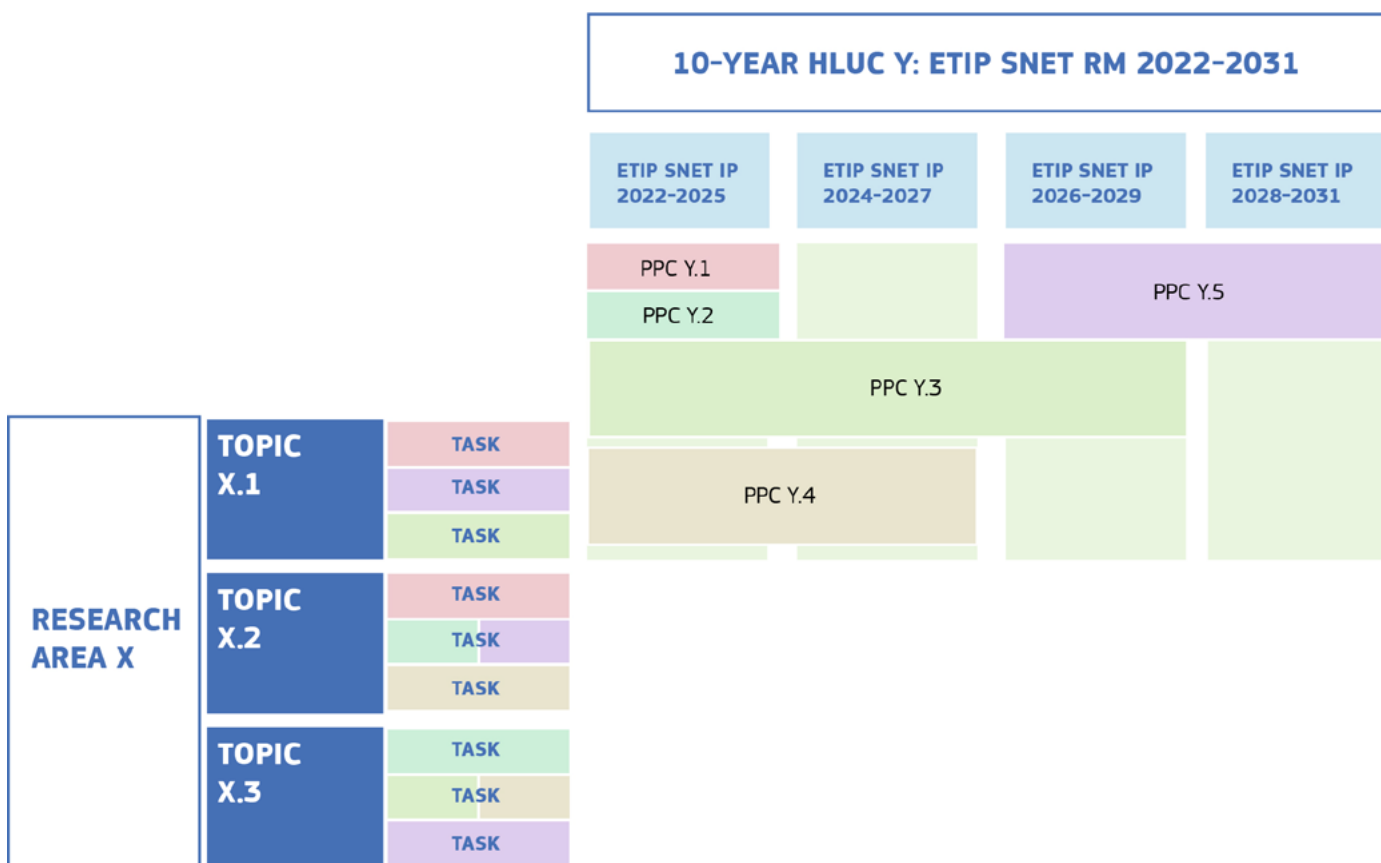 10-YEAR HLUC Y: ETIP SNET RM 2022-2031
ETIP SNET IP
2022-2025
ETIP SNET IP
2024-2027
ETIP SNET IP
2026-2029
ETIP SNET IP
2028-2031
PPC Y.1
PPC Y.2
PPC Y.5
PPC Y.3
PPC Y.4
RESEARCH
AREA X
TOPIC
X.1
TASK
TASK
TASK
TOPIC
X.2
TASK
TASK
TASK
TOPIC
X.3
TASK
TASK
TASK